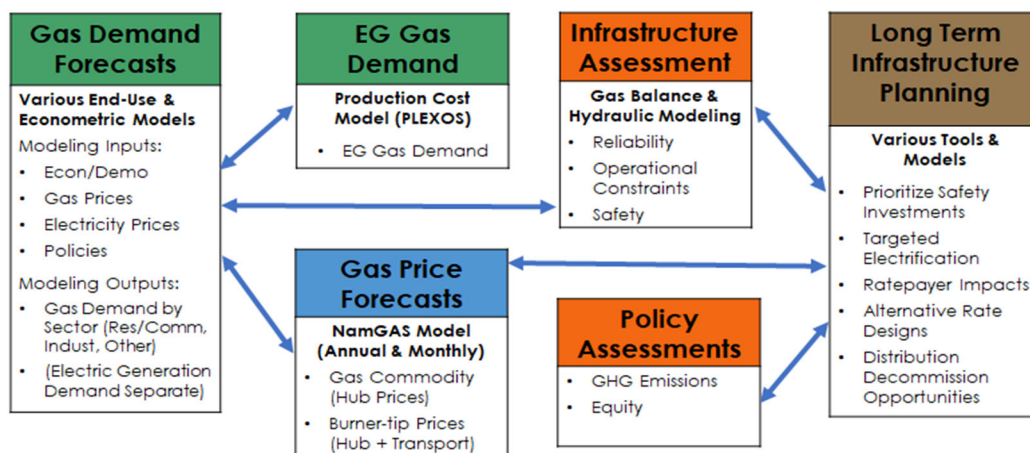 Gas Demand
Forecasts
Various End-Use &
Econometric Models
Modeling Inputs:
• Econ/Demo
• Gas Prices
• Electricity Prices
• Policies
Modeling Outputs:
• Gas Demand by
Sector (Res/Comm,
Indust, Other)
• (Electric Generation
Demand Separate)
EG Gas
Demand
Production Cost
Model (PLEXOS)
• EG Gas Demand
Gas Price
Forecasts
NamGAS Model
(Annual & Monthly)
• Gas Commodity
(Hub Prices)
• Burner-tip Prices
(Hub + Transport)
Infrastructure
Assessment
Gas Balance &
Hydraulic Modeling
• Reliability
• Operational
Constraints
• Safety
Policy
Assessments
• GHG Emissions
• Equity
Long Term
Infrastructure
Planning
Various Tools &
Models
• Prioritize Safety
Investments
• Targeted
Electrification
• Ratepayer Impacts
• Alternative Rate
Designs
• Distribution
Decommission
Opportunities